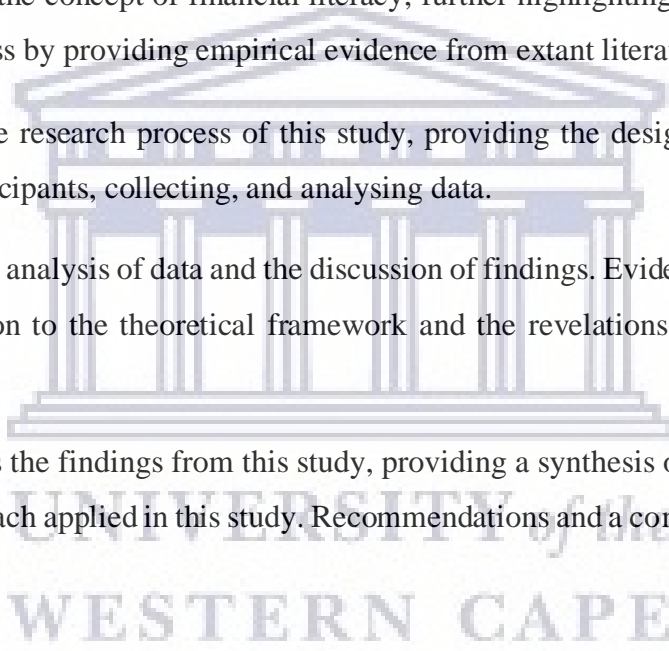 the concept of financial literacy, further highlighting
ss by providing empirical evidence from extant litera
e research process of this study, providing the desig
cipants, collecting, and analysing data.
analysis of data and the discussion of findings. Evide
on to the theoretical framework and the revelations
s the findings from this study, providing a synthesis o
ach applied in this study. Recommendations and a con
UNIVERSITY of the
WESTERN CAPE